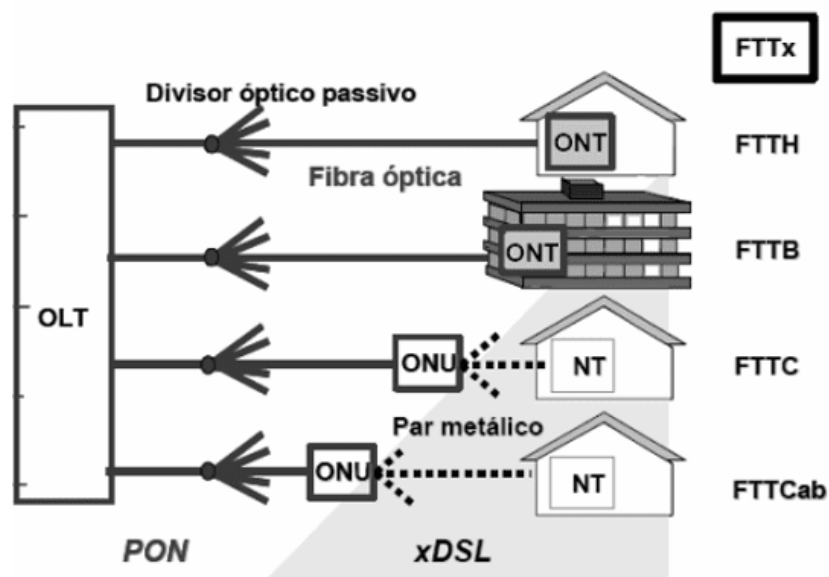 FTTx
Divisor óptico passivo
ONT
FTTH
Fibra óptica
ONT
FTTB
OLT
ONU
NT
FTTC
Par metálico
ONU
NT
FTTCab
PON
xDSL